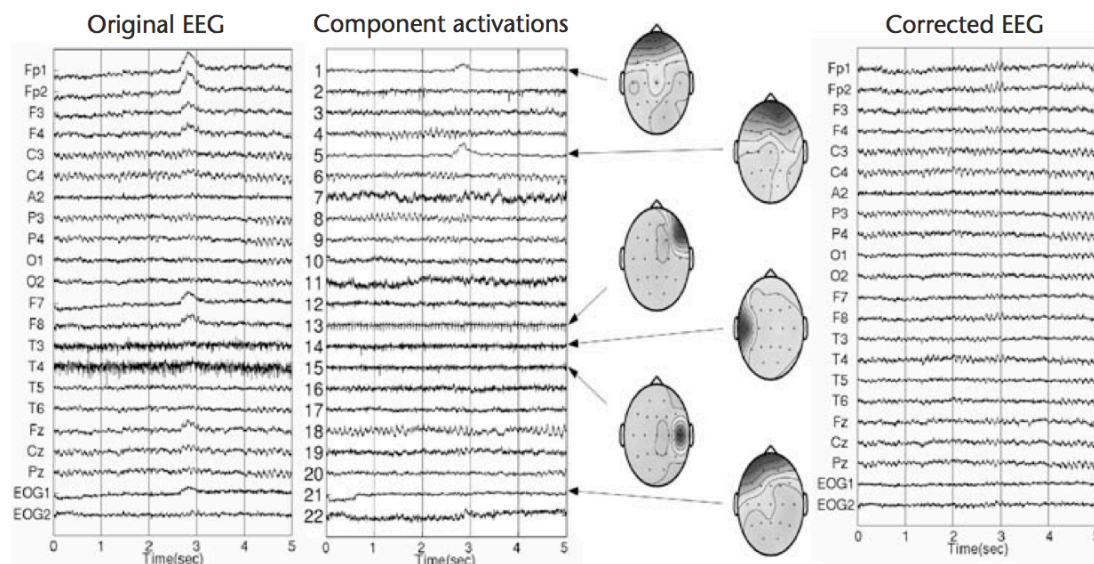 Original EEG
Component activations
Corrected EEG
Fp1
Fp2
F3
F4
C3
C4
A2
P3
P4
O1
O2
F7
F8
T3
T4
T5
T6
Fz
Cz
Pz
EOG1
EOG2
0 1 2 3 4 5
Time(sec)
1
2
3
4
5
6
7
8
9
10
11
12
13
14
15
16
17
18
19
20
21
22
0 1 2 3 4 5
Time(sec)
Fp1
Fp2
F3
F4
C3
C4
A2
P3
P4
O1
O2
F7
F8
T3
T4
T5
T6
Fz
Cz
Pz
EOG1
EOG2
0 1 2 3 4 5
Time(sec)